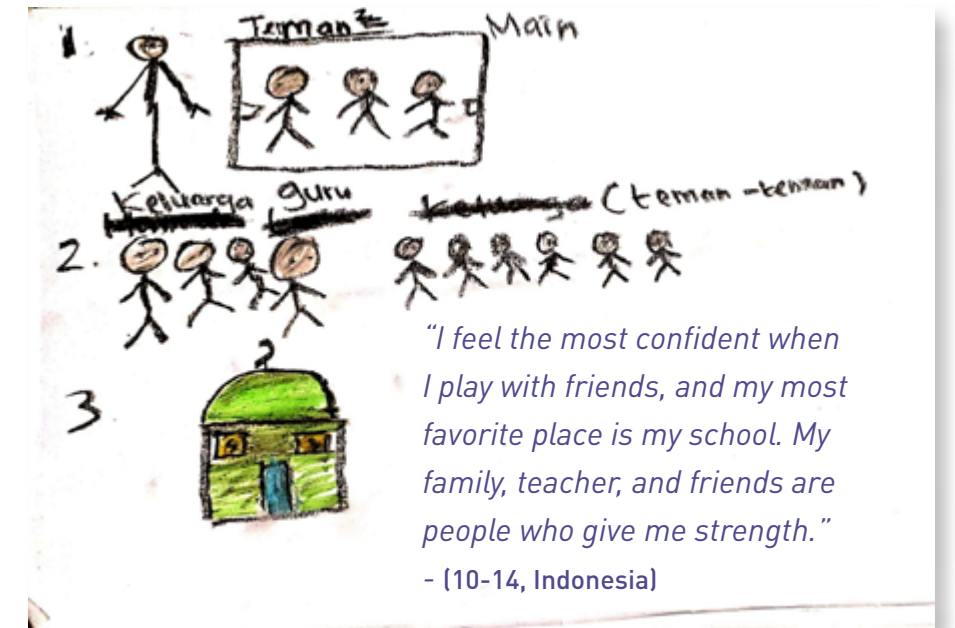 1. Teman² Main
Keluarga guru (teman-teman)
2.
3
“I feel the most confident when
I play with friends, and my most
favorite place is my school. My
family, teacher, and friends are
people who give me strength.”
- (10-14, Indonesia)